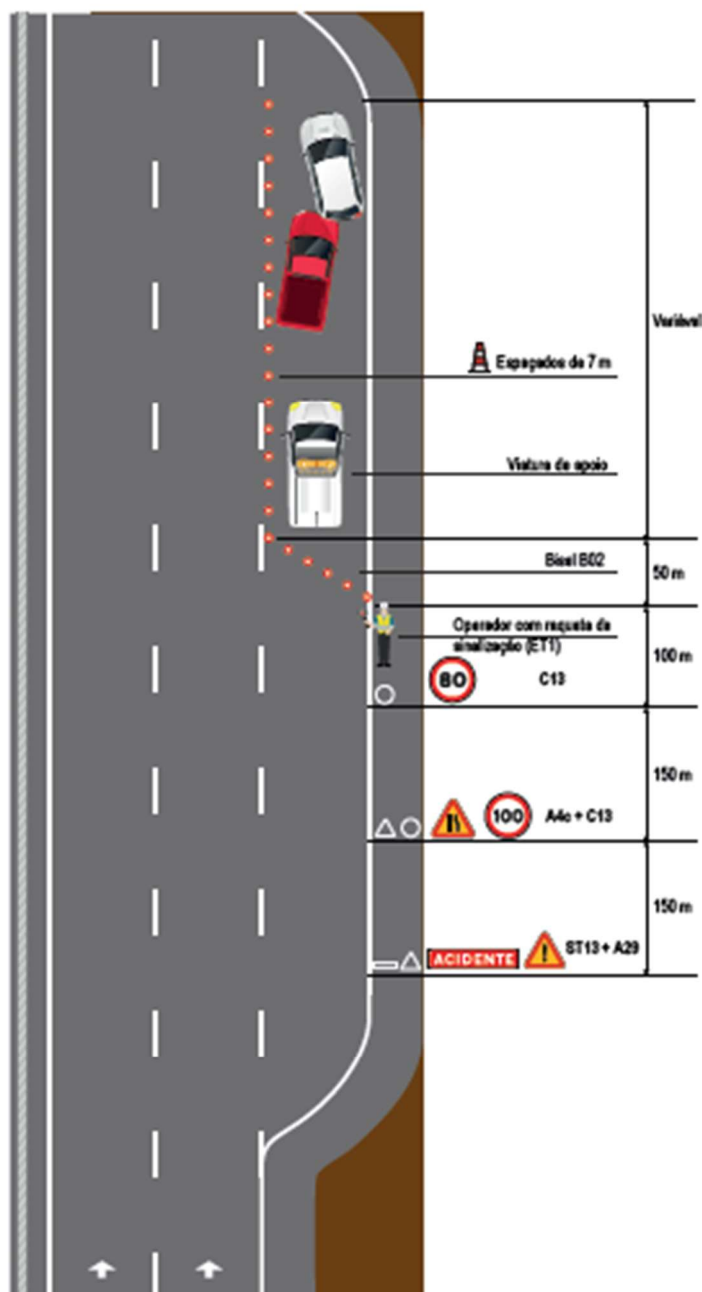 Variável
Espaçados de 7 m
Viatura de apoio
Bisel B02
50 m
Operador com raqueta de
sinalização (ET1)
100 m
80
C13
150 m
100
A4c + C13
150 m
ACIDENTE
ST13 + A29